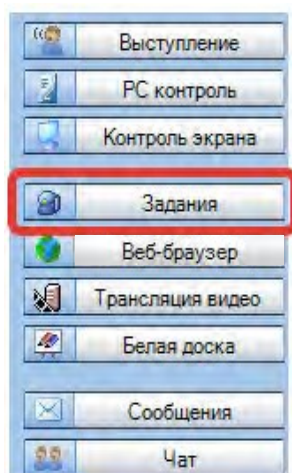 Выступление
PC контроль
Контроль экрана
Задания
Веб-браузер
Трансляция видео
Белая доска
Сообщения
Чат